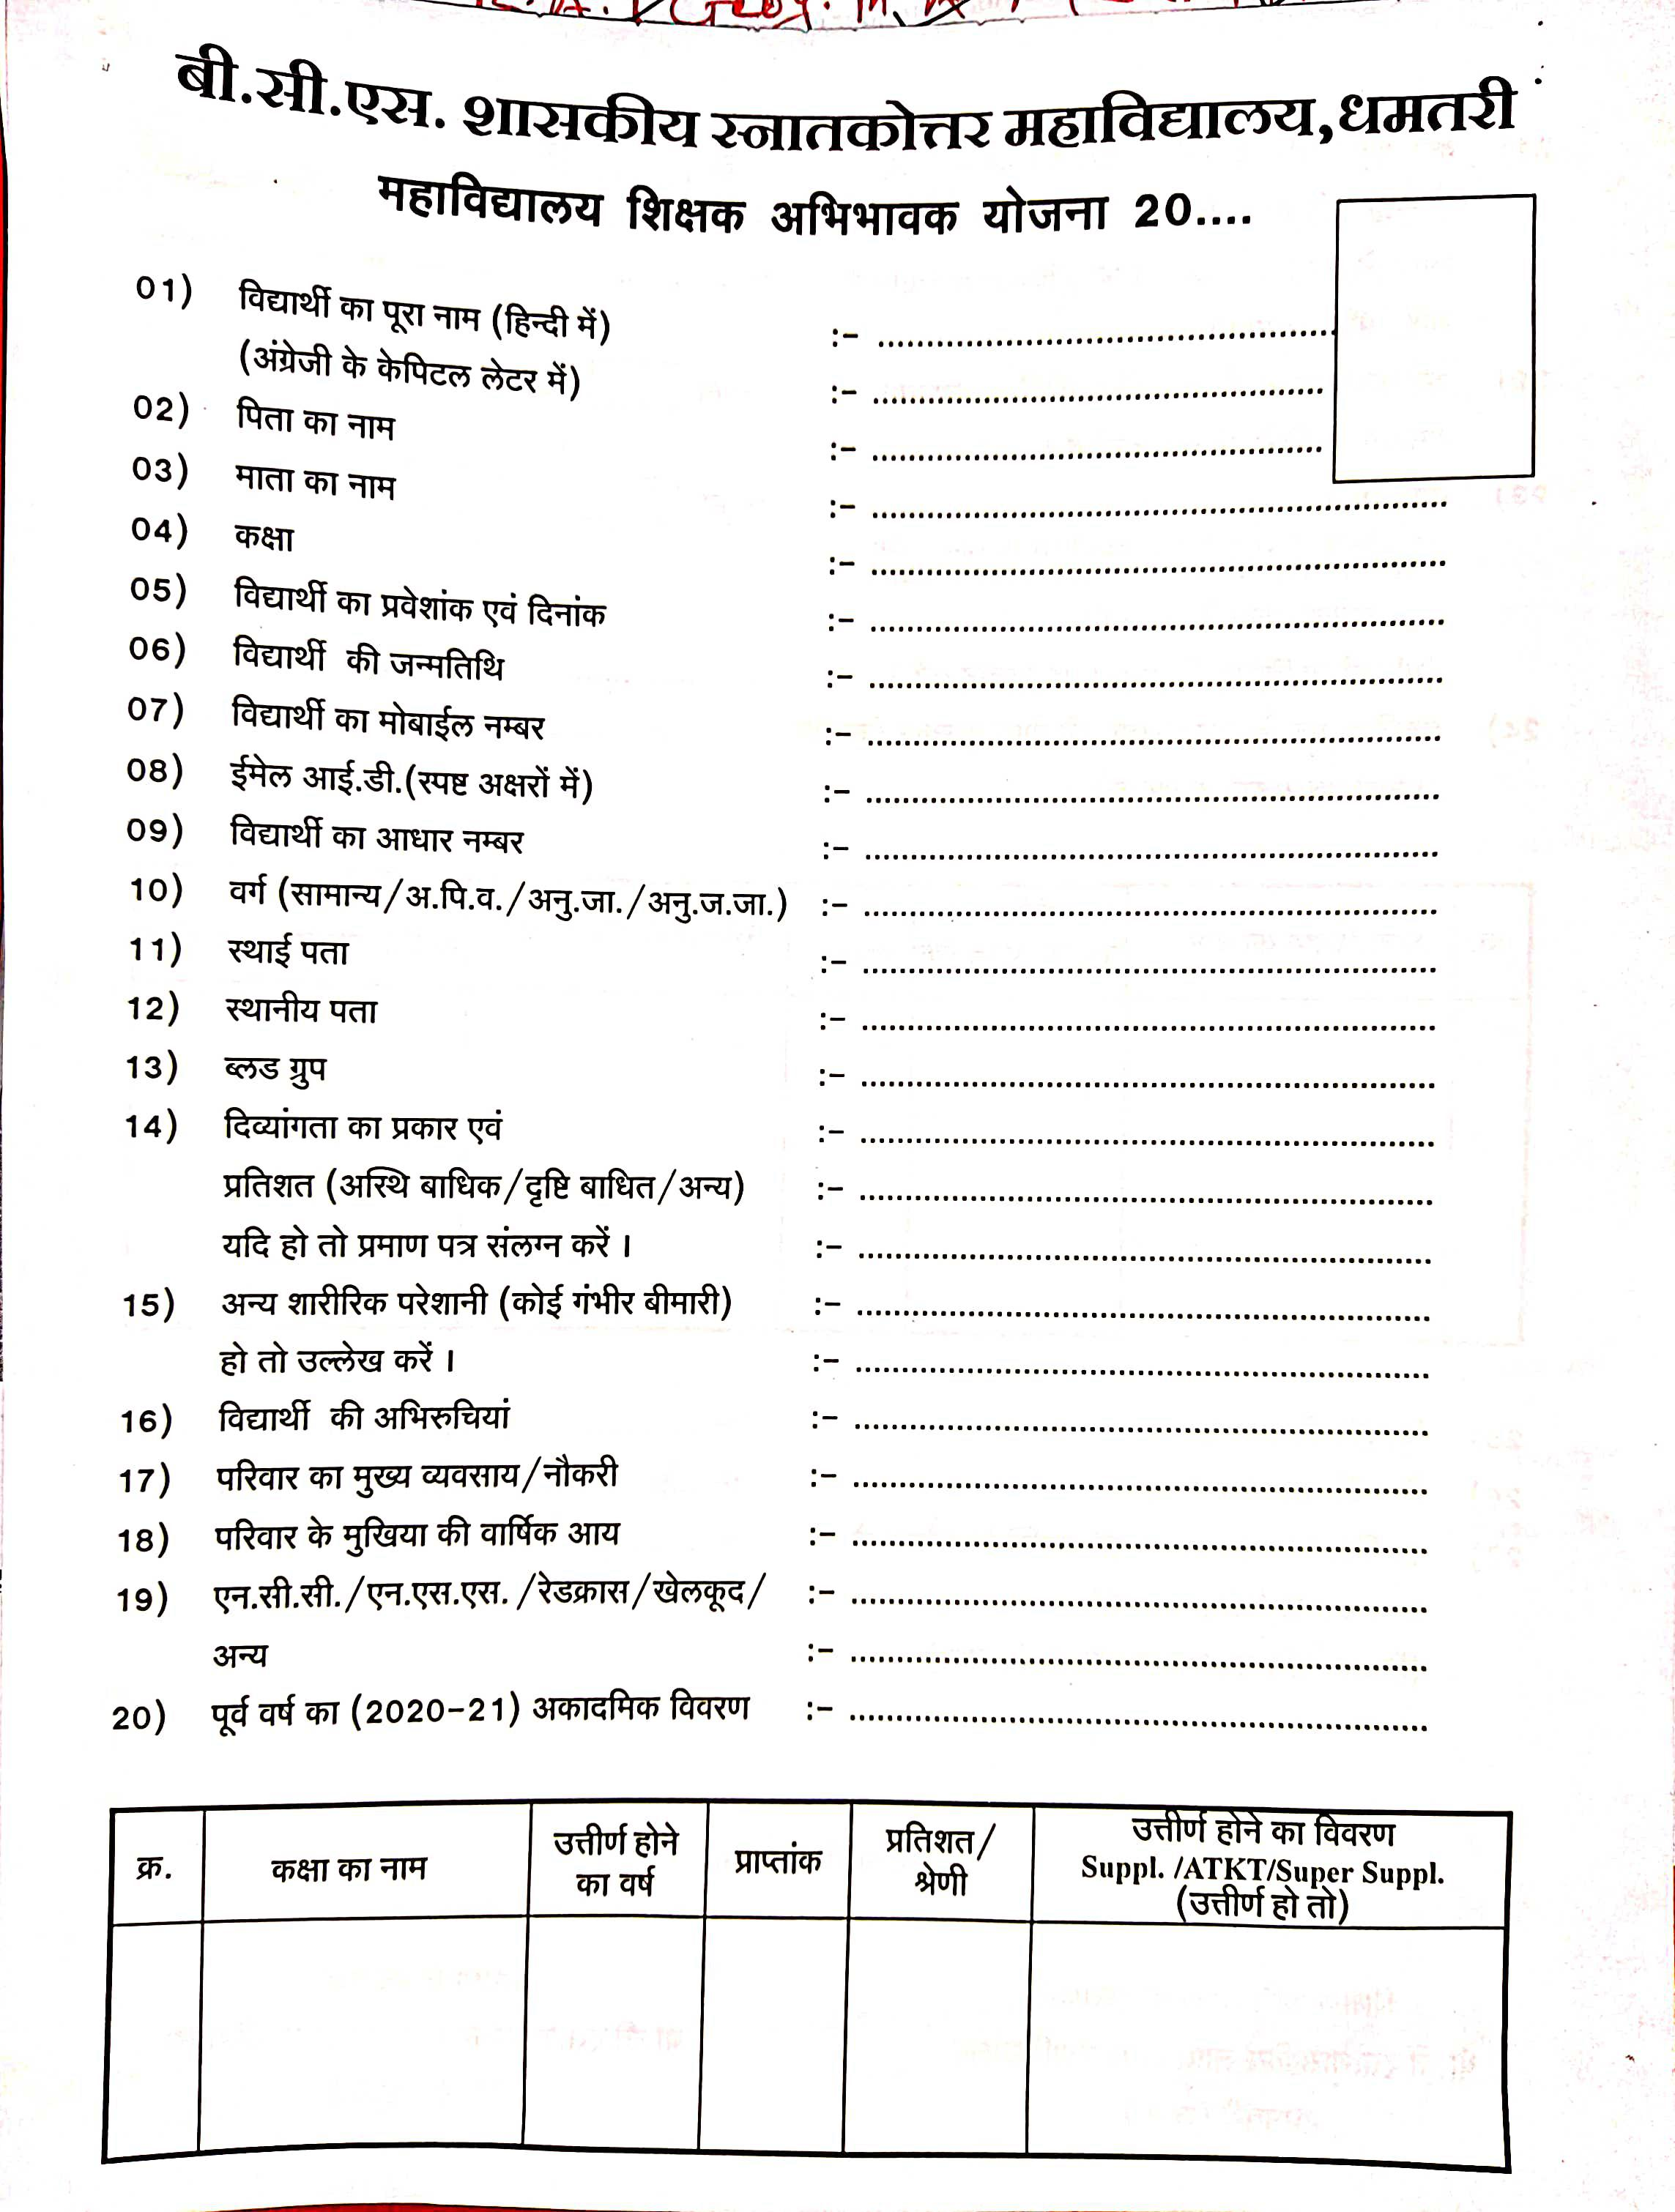 बी.सी.एस. शासकीय स्नातकोत्तर महाविद्यालय,धमतरी
महाविद्यालय शिक्षक अभिभावक योजना 20....
01) विद्यार्थी का पूरा नाम (हिन्दी में) :– ............................................
(अंग्रेजी के केपिटल लेटर में) :– ............................................
02) पिता का नाम :– ............................................
03) माता का नाम :– ............................................
04) कक्षा :– ............................................
05) विद्यार्थी का प्रवेशांक एवं दिनांक :– ............................................
06) विद्यार्थी की जन्मतिथि :– ............................................
07) विद्यार्थी का मोबाईल नम्बर :– ............................................
08) ईमेल आई.डी.(स्पष्ट अक्षरों में) :– ............................................
09) विद्यार्थी का आधार नम्बर :– ............................................
10) वर्ग (सामान्य/अ.पि.व./अनु.जा./अनु.ज.जा.) :– ............................................
11) स्थाई पता :– ............................................
12) स्थानीय पता :– ............................................
13) ब्लड ग्रुप :– ............................................
14) दिव्यांगता का प्रकार एवं :– ............................................
प्रतिशत (अस्थि बाधिक/दृष्टि बाधित/अन्य) :– ............................................
यदि हो तो प्रमाण पत्र संलग्न करें । :– ............................................
15) अन्य शारीरिक परेशानी (कोई गंभीर बीमारी) :– ............................................
हो तो उल्लेख करें । :– ............................................
16) विद्यार्थी की अभिरुचियां :– ............................................
17) परिवार का मुख्य व्यवसाय/नौकरी :– ............................................
18) परिवार के मुखिया की वार्षिक आय :– ............................................
19) एन.सी.सी./एन.एस.एस. /रेडक्रास/खेलकूद/ :– ............................................
अन्य :– ............................................
20) पूर्व वर्ष का (2020-21) अकादमिक विवरण :– ............................................
क्र.
कक्षा का नाम
उत्तीर्ण होने
का वर्ष
प्राप्तांक
प्रतिशत/
श्रेणी
उत्तीर्ण होने का विवरण
Suppl. /ATKT/Super Suppl.
(उत्तीर्ण हो तो)